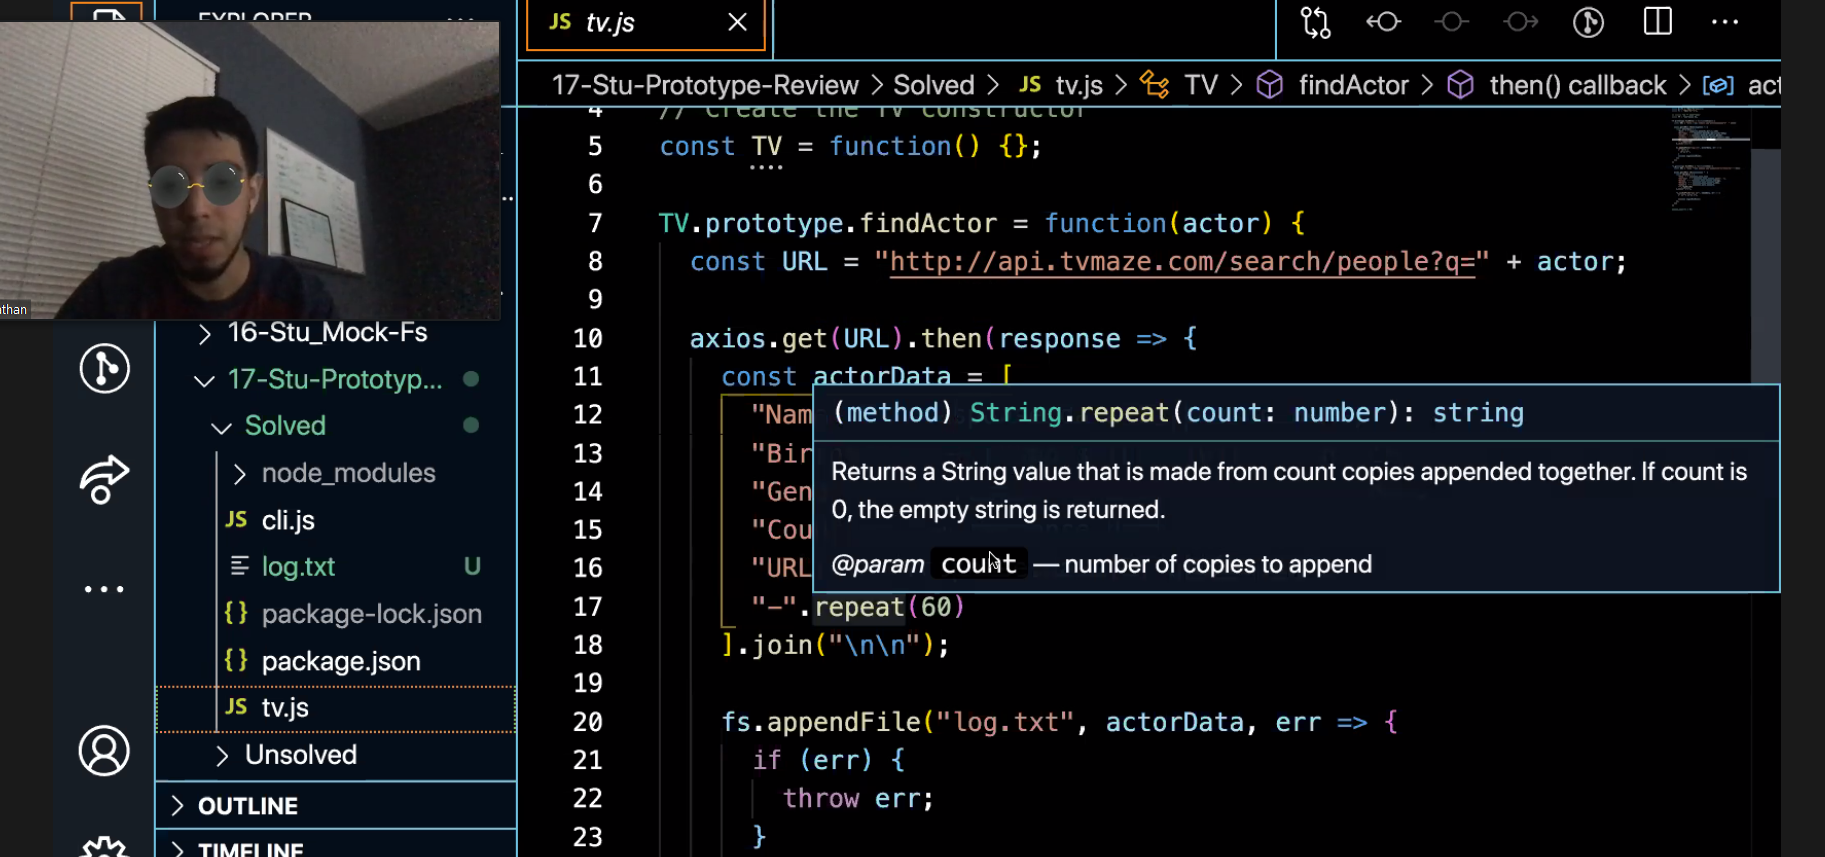 EXPLORER
...
JS tv.js
17-Stu-Prototype-Review > Solved > JS tv.js > TV > findActor > then() callback > act
4 // Create the TV constructor
5 const TV = function() {};
6
7 TV.prototype.findActor = function(actor) {
8 const URL = "http://api.tvmaze.com/search/people?q=" + actor;
9
10 axios.get(URL).then(response => {
11 const actorData = [
12 "Nam
13 "Bir
14 "Gen
15 "Cou
16 "URL
17 "-".repeat(60)
18 ].join("\n\n");
19
20 fs.appendFile("log.txt", actorData, err => {
21 if (err) {
22 throw err;
23 }
(method) String.repeat(count: number): string
Returns a String value that is made from count copies appended together. If count is
0, the empty string is returned.
@param count — number of copies to append
athan
16-Stu_Mock-Fs
17-Stu-Prototyp...
Solved
node_modules
JS cli.js
log.txt U
{} package-lock.json
{} package.json
JS tv.js
Unsolved
OUTLINE
TIMELINE